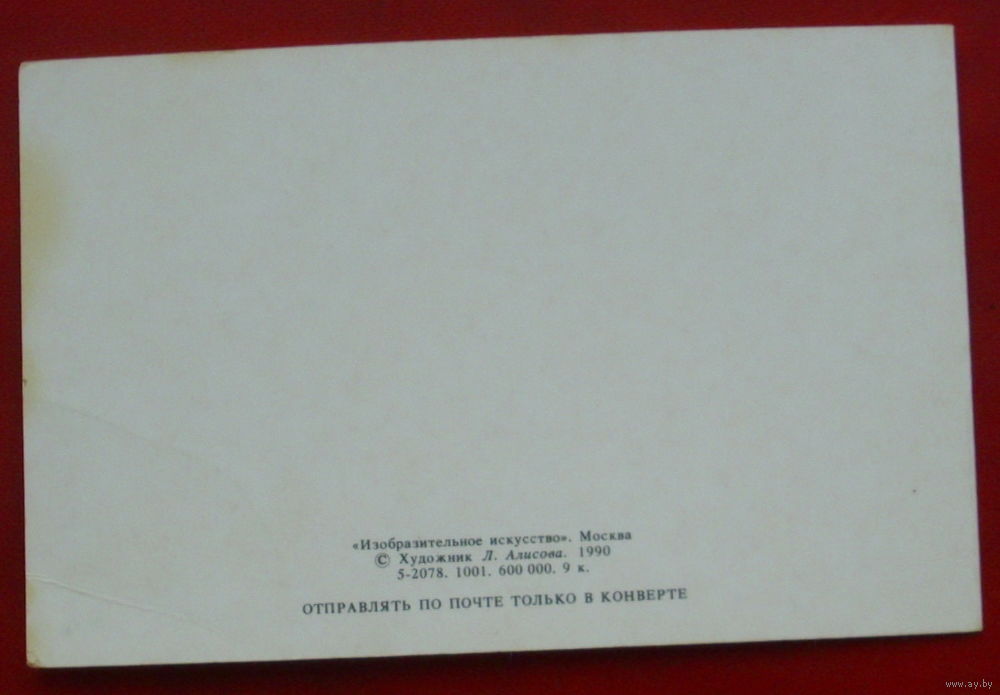 «Изобразительное искусство». Москва
© Художник Л. Алисова. 1990
5-2078. 1001. 600 000. 9 к.
ОТПРАВЛЯТЬ ПО ПОЧТЕ ТОЛЬКО В КОНВЕРТЕ
www.ay.by